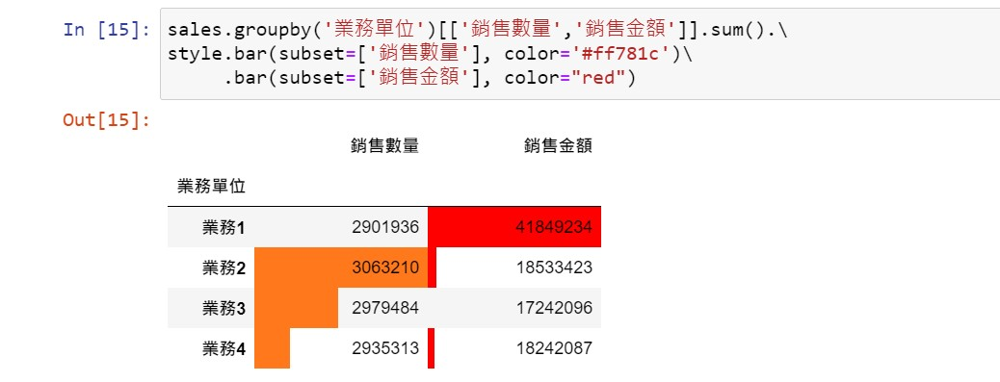 In [15]: sales.groupby('業務單位')[['銷售數量','銷售金額']].sum().\
style.bar(subset=['銷售數量'], color='#ff781c')\
.bar(subset=['銷售金額'], color="red")
Out[15]:
銷售數量 銷售金額
業務單位
業務1 2901936 41849234
業務2 3063210 18533423
業務3 2979484 17242096
業務4 2935313 18242087